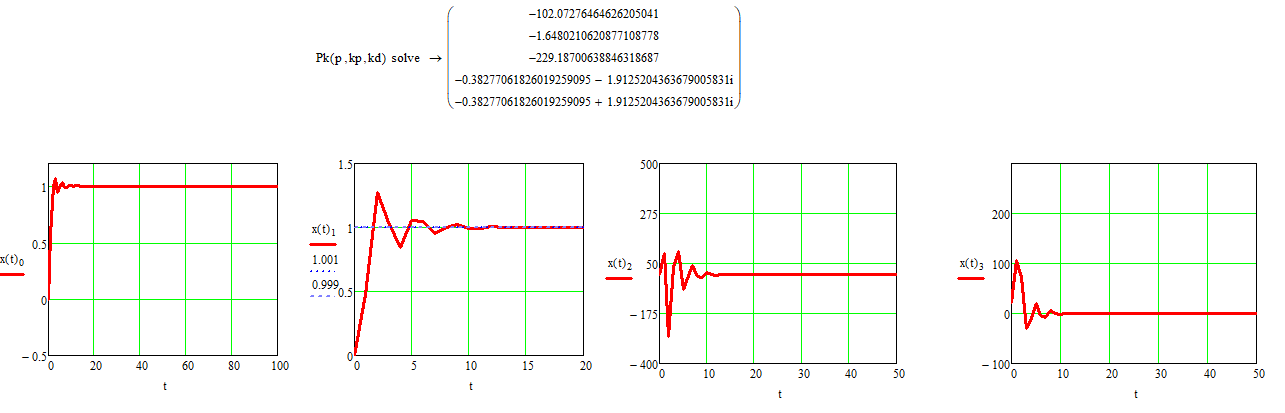 −102.07276464626205041
−1.6480210620877108778
Pk(p,kp,kd) solve → −229.18700638846318687
−0.38277061826019259095 − 1.9125204363679005831i
−0.38277061826019259095 + 1.9125204363679005831i
1
0.5
0
−0.5
x(t)0
0 20 40 60 80 100
t
1.5
1
0.5
0
x(t)1
1.001
0.999
0 5 10 15 20
t
500
275
50
−175
−400
x(t)2
0 10 20 30 40 50
t
200
100
0
−100
x(t)3
0 10 20 30 40 50
t